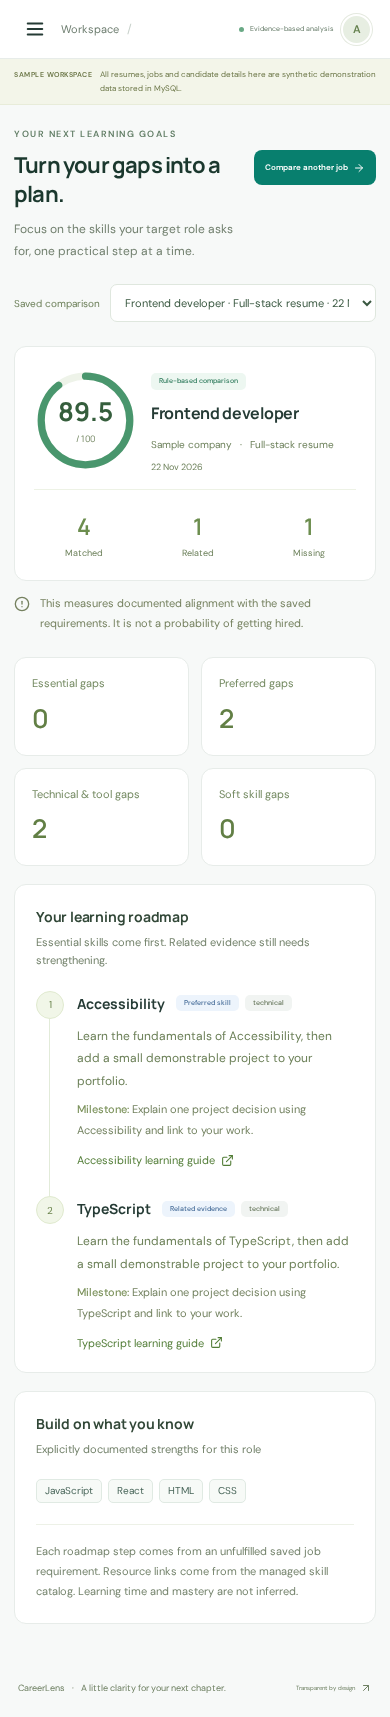 Workspace /
Evidence-based analysis
A
SAMPLE WORKSPACE
All resumes, jobs and candidate details here are synthetic demonstration
data stored in MySQL.
YOUR NEXT LEARNING GOALS
Turn your gaps into a
plan.
Compare another job
Focus on the skills your target role asks
for, one practical step at a time.
Saved comparison
Frontend developer · Full-stack resume · 22
89.5
/ 100
Rule-based comparison
Frontend developer
Sample company · Full-stack resume
22 Nov 2026
4
Matched
1
Related
1
Missing
This measures documented alignment with the saved
requirements. It is not a probability of getting hired.
Essential gaps
0
Preferred gaps
2
Technical & tool gaps
2
Soft skill gaps
0
Your learning roadmap
Essential skills come first. Related evidence still needs
strengthening.
1
Accessibility
Preferred skill
technical
Learn the fundamentals of Accessibility, then
add a small demonstrable project to your
portfolio.
Milestone: Explain one project decision using
Accessibility and link to your work.
Accessibility learning guide
2
TypeScript
Related evidence
technical
Learn the fundamentals of TypeScript, then add
a small demonstrable project to your portfolio.
Milestone: Explain one project decision using
TypeScript and link to your work.
TypeScript learning guide
Build on what you know
Explicitly documented strengths for this role
JavaScript
React
HTML
CSS
Each roadmap step comes from an unfulfilled saved job
requirement. Resource links come from the managed skill
catalog. Learning time and mastery are not inferred.
CareerLens · A little clarity for your next chapter.
Transparent by design